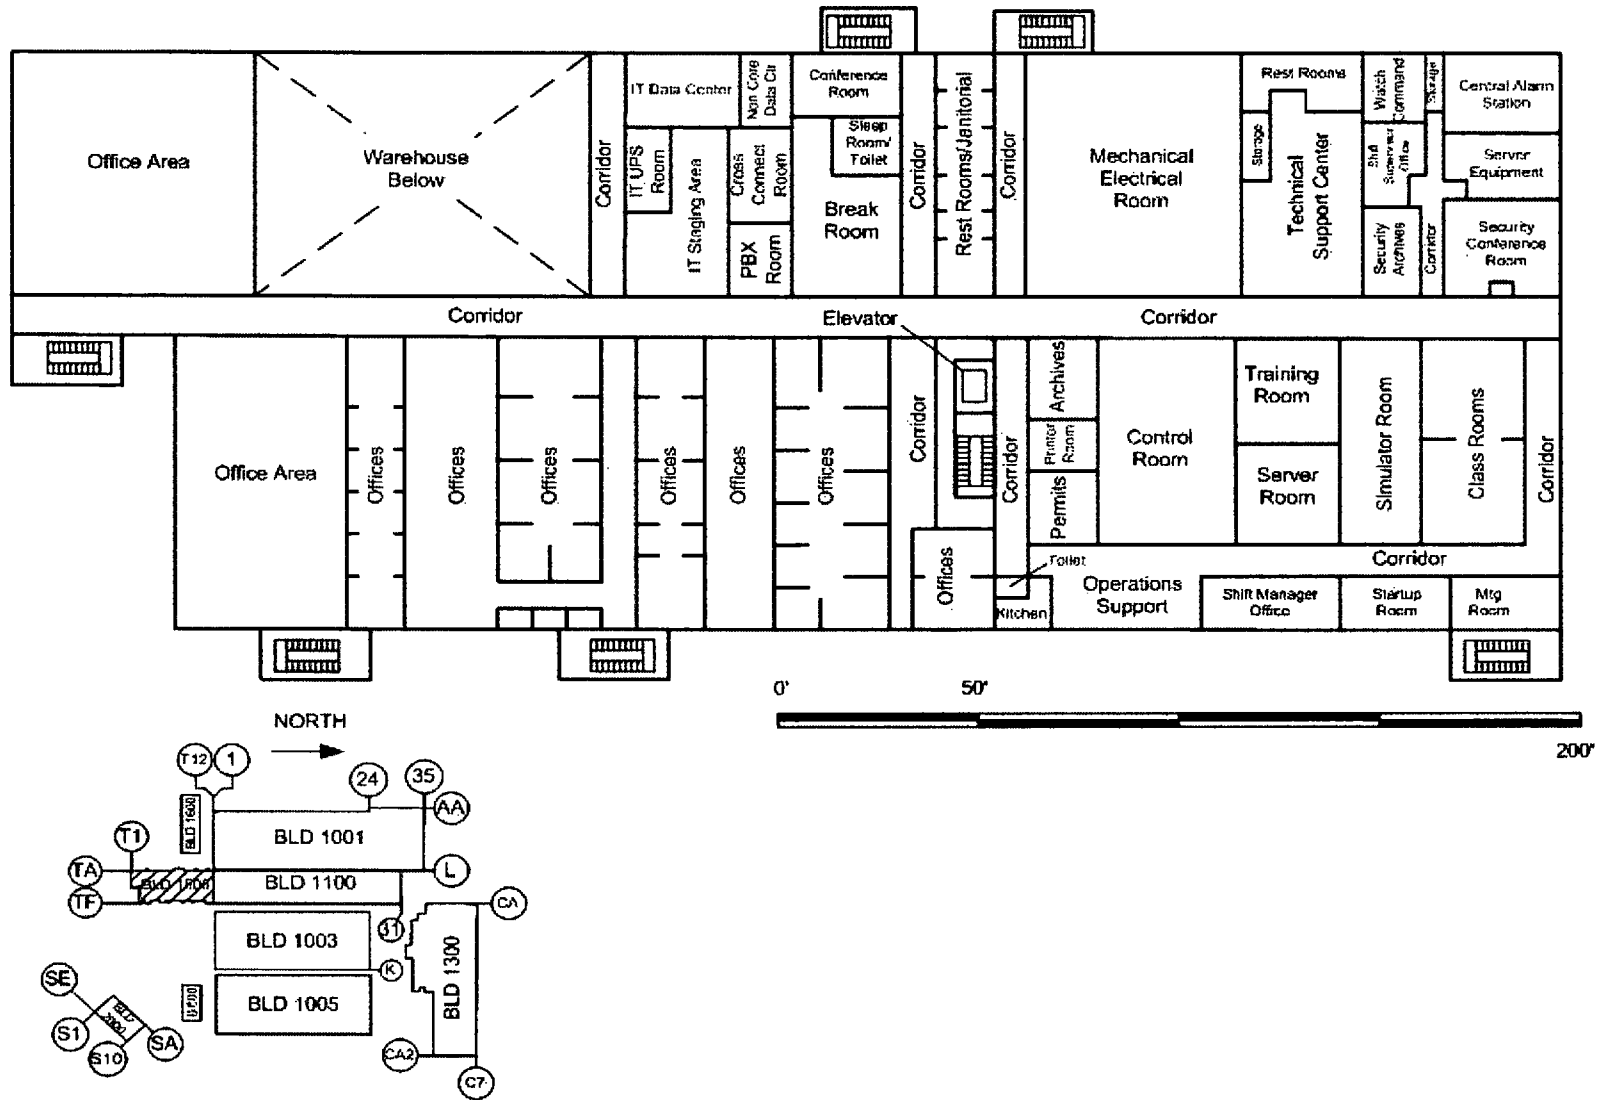 Office Area
Warehouse
Below
Corridor
IT Data Center
Non Core
Data Ctr
IT UPS
Room
IT Staging Area
Cross
Connect
Room
PBX
Room
Conference
Room
Sleep
Room/
Toilet
Break
Room
Corridor
Rest Rooms/Janitorial
Corridor
Mechanical
Electrical
Room
Rest Rooms
Storage
Technical
Support Center
Watch
Command
Storage
Shift
Supervisor
Office
Security
Archives
Corridor
Central Alarm
Station
Server
Equipment
Security
Conference
Room
Corridor
Elevator
Corridor
Office Area
Offices
Offices
Offices
Offices
Offices
Offices
Corridor
Offices
Corridor
Archives
Printer
Room
Permits
Control
Room
Training
Room
Server
Room
Simulator Room
Class Rooms
Corridor
Corridor
Toilet
Kitchen
Operations
Support
Shift Manager
Office
Startup
Room
Mtg
Room
0'
50'
200'
NORTH
T12
1
24
35
AA
BLD 1600
BLD 1001
T1
TA
L
BLD 1100
TF
CA
31
BLD 1003
K
BLD 1300
BLD 1005
SE
BLD
S1
S10
SA
CA2
C7